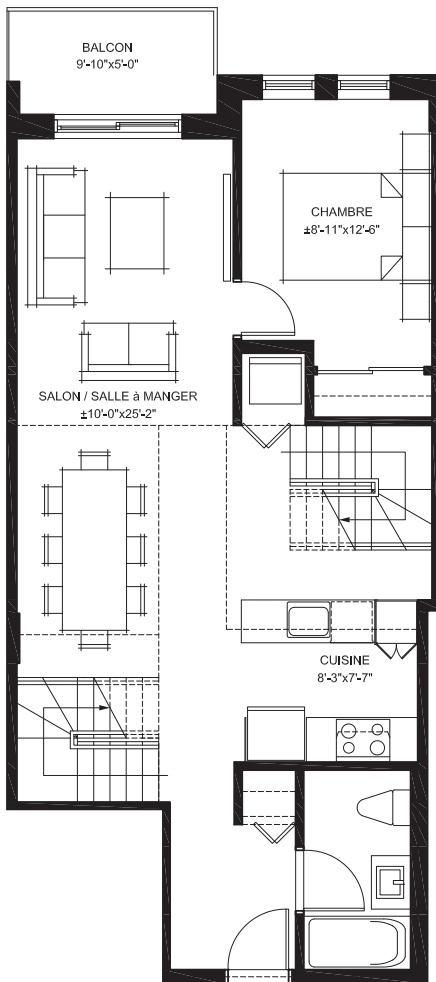 BALCON
9'-10"x5'-0"
CHAMBRE
±8'-11"x12'-6"
SALON / SALLE à MANGER
±10'-0"x25'-2"
CUISINE
8'-3"x7'-7"